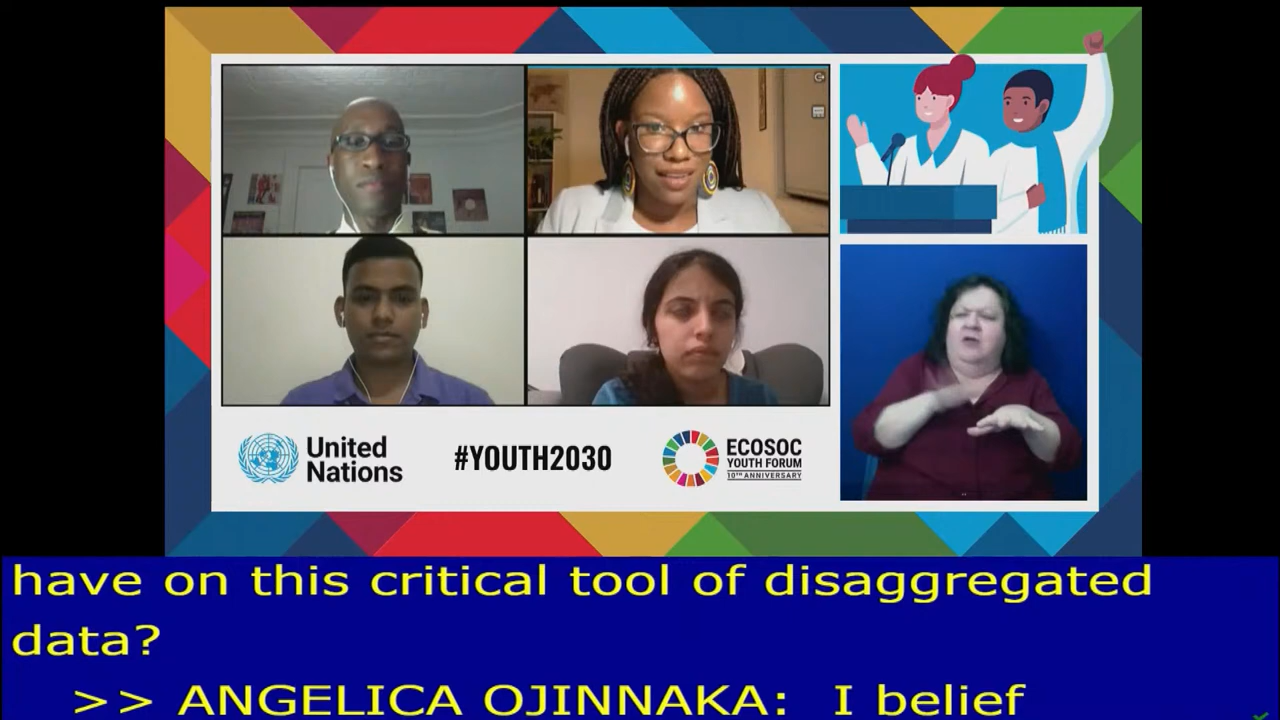 United
Nations
#YOUTH2030
ECOSOC
YOUTH FORUM
10TH ANNIVERSARY
have on this critical tool of disaggregated
data?
>> ANGELICA OJINNAKA: I belief